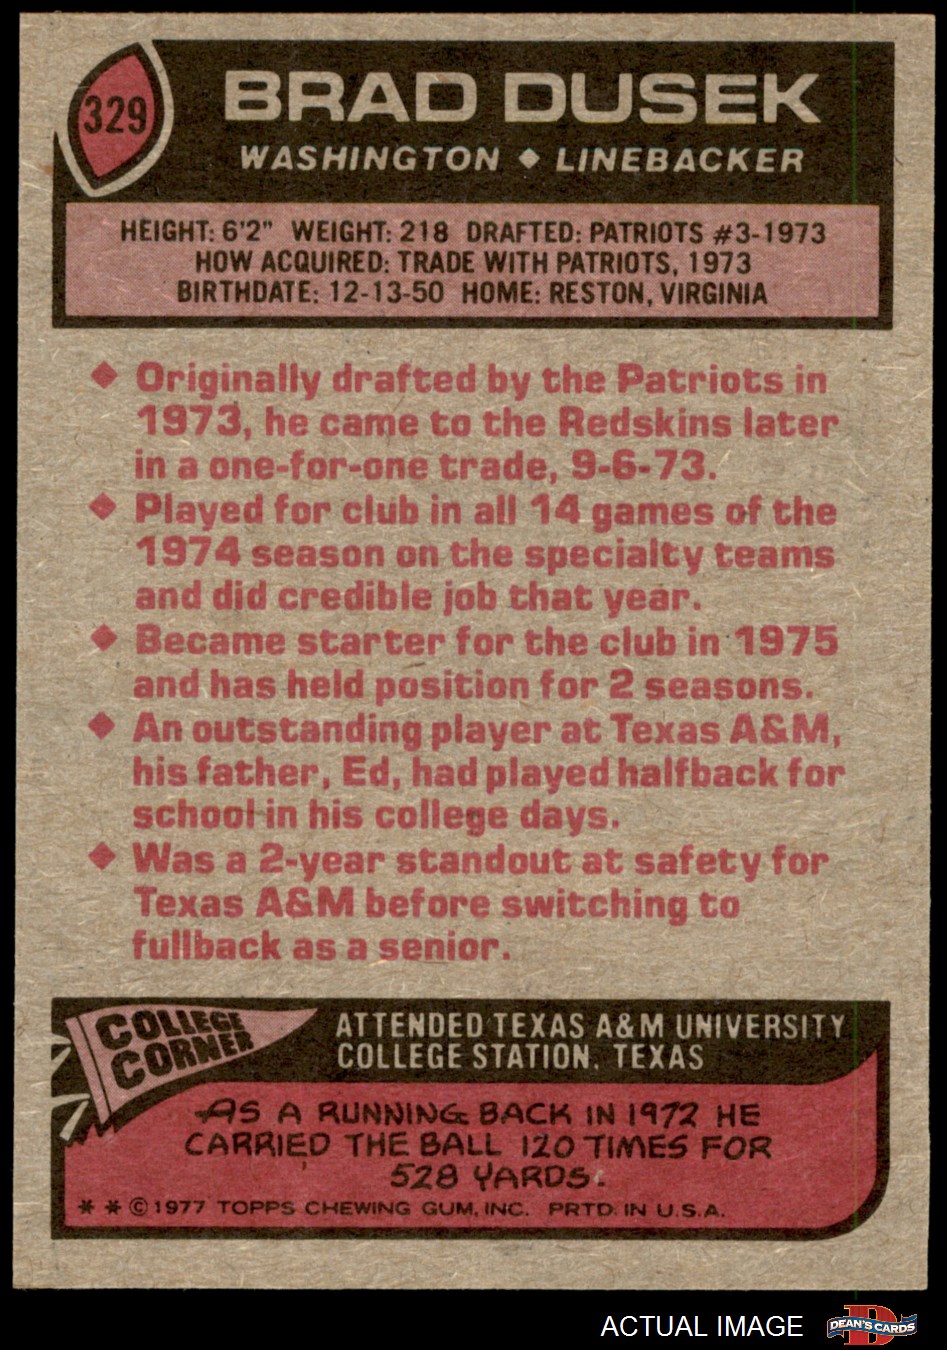 329
BRAD DUSEK
WASHINGTON ◆ LINEBACKER
HEIGHT: 6'2" WEIGHT: 218 DRAFTED: PATRIOTS #3-1973
HOW ACQUIRED: TRADE WITH PATRIOTS, 1973
BIRTHDATE: 12-13-50 HOME: RESTON, VIRGINIA
◆ Originally drafted by the Patriots in
1973, he came to the Redskins later
in a one-for-one trade, 9-6-73.
◆ Played for club in all 14 games of the
1974 season on the specialty teams
and did credible job that year.
◆ Became starter for the club in 1975
and has held position for 2 seasons.
◆ An outstanding player at Texas A&M,
his father, Ed, had played halfback for
school in his college days.
◆ Was a 2-year standout at safety for
Texas A&M before switching to
fullback as a senior.
COLLEGE
CORNER
ATTENDED TEXAS A&M UNIVERSITY
COLLEGE STATION, TEXAS
AS A RUNNING BACK IN 1972 HE
CARRIED THE BALL 120 TIMES FOR
528 YARDS.
* * © 1977 TOPPS CHEWING GUM, INC. PRTD. IN U.S.A.
ACTUAL IMAGE
D
DEAN'S CARDS